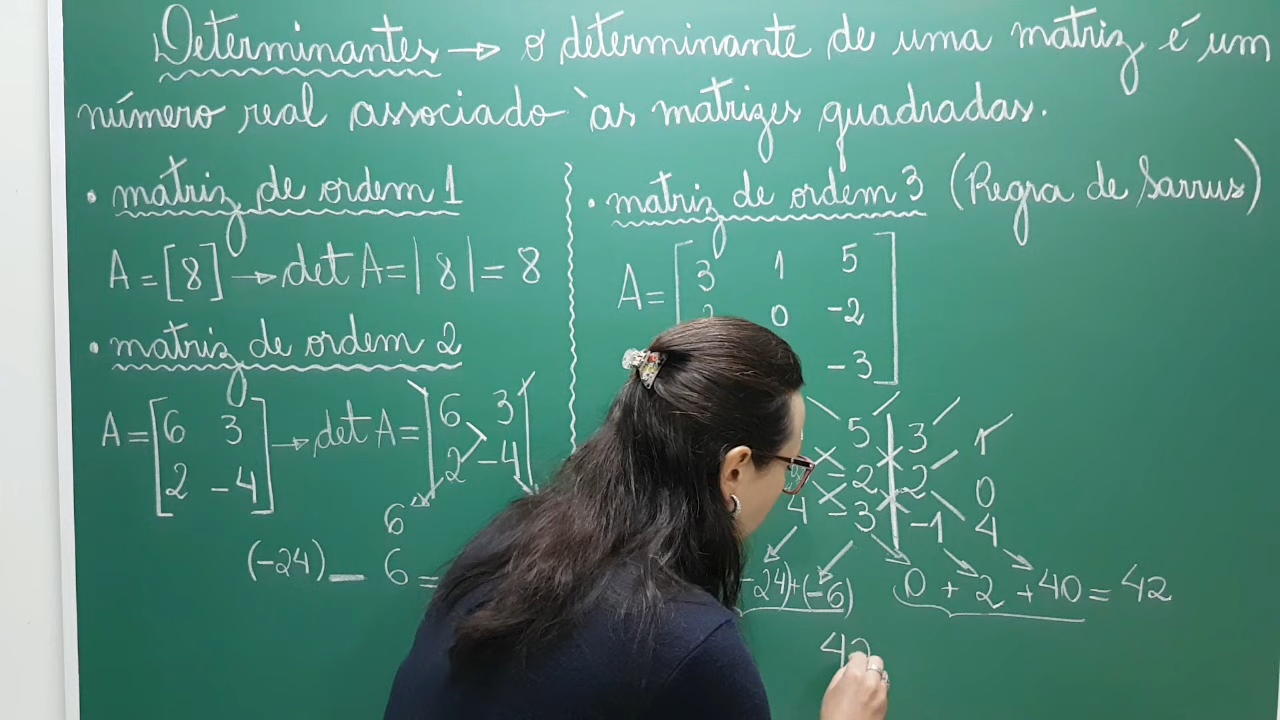 Determinantes → o determinante de uma matriz é um
número real associado às matrizes quadradas.
• matriz de ordem 1
A = [8] → det A = | 8 | = 8
• matriz de ordem 2
A = [6 3
2 -4] → det A = |6 3
2 -4|
6
(-24) - 6 =
• matriz de ordem 3 (Regra de Sarrus)
A = [3 1 5
0 -2
-3]
5 | 3 1
-2 | 2 0
4 -3 | -1 4
-24)+(-6) 0 + 2 + 40 = 42
42